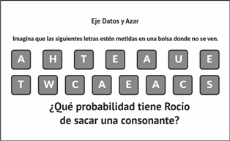 Eje Datos y Azar
Imagina que las siguientes letras están metidas en una bolsa donde no se ven.
A H T E A U E
T W C A E A C S
¿Qué probabilidad tiene Rocío
de sacar una consonante?